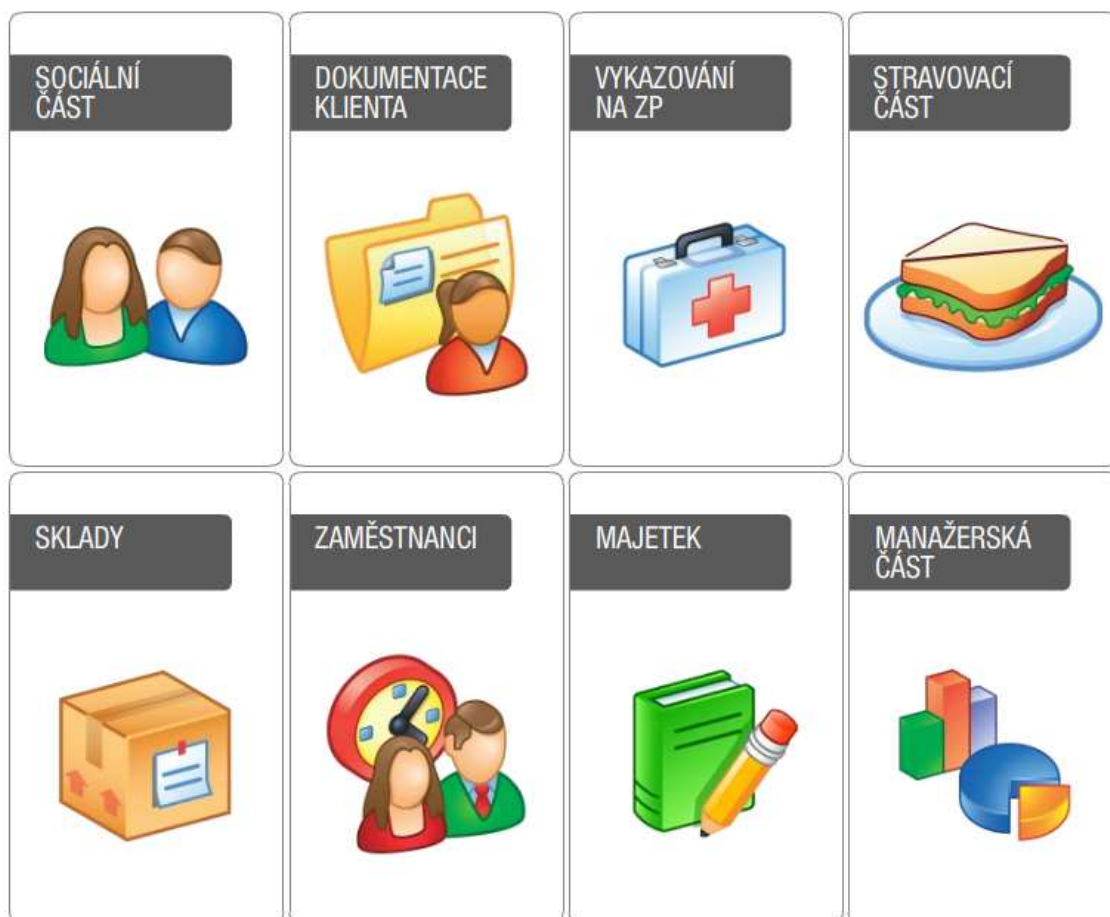 SOCIÁLNÍ
ČÁST
DOKUMENTACE
KLIENTA
VYKAZOVÁNÍ
NA ZP
STRAVOVACÍ
ČÁST
SKLADY
ZAMĚSTNANCI
MAJETEK
MANAŽERSKÁ
ČÁST